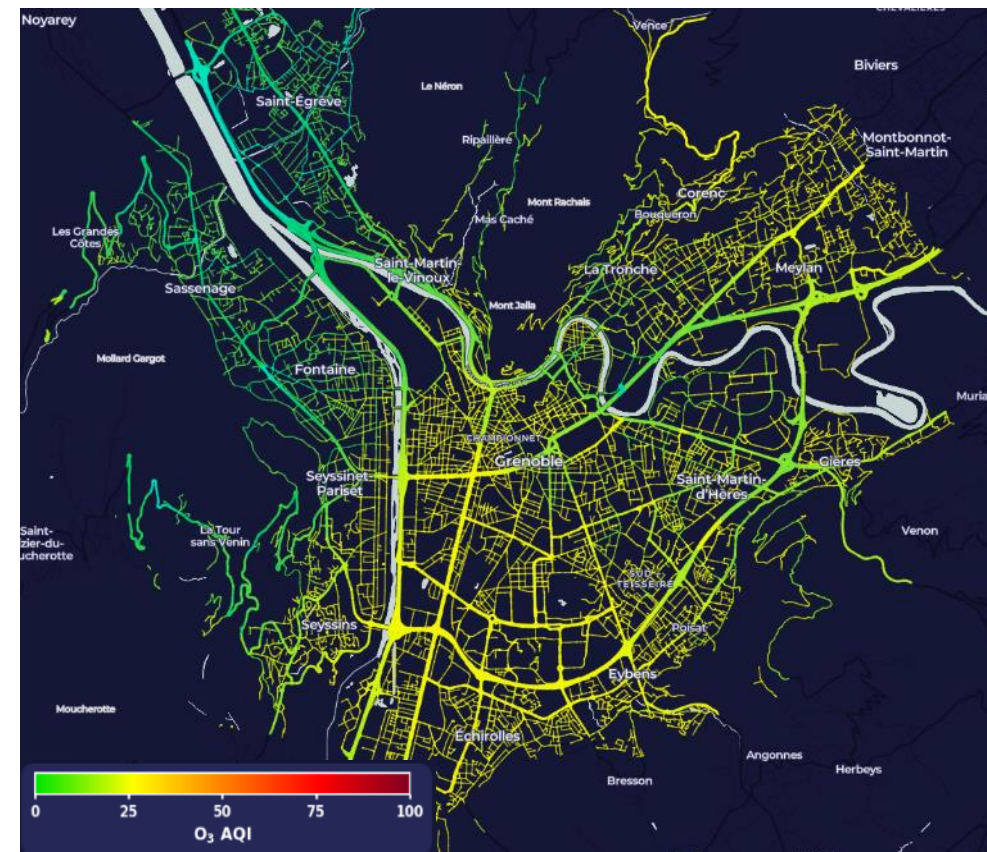 CHEVALIÈRES
Noyarey
Vence
Biviers
Le Néron
Saint-Égrève
Ripaillère
Montbonnot-
Saint-Martin
Corenc
Mont Rachais
Bouquéron
Mas Caché
Les Grandes
Côtes
Saint-Martin-
le-Vinoux
La Tronche
Meylan
Sassenage
Mont Jalla
Mollard Gargot
Fontaine
Muria
CHAMPIONNET
Grenoble
Gières
Seyssinet-
Pariset
Saint-Martin-
d'Hères
La Tour
sans Venin
Saint-
zier-du-
ucherotte
Venon
SUD
TEISSEIRE
Seyssins
Poisat
Eybens
Moucherotte
Échirolles
Angonnes
Herbeys
Bresson
0 25 50 75 100
O₃ AQI